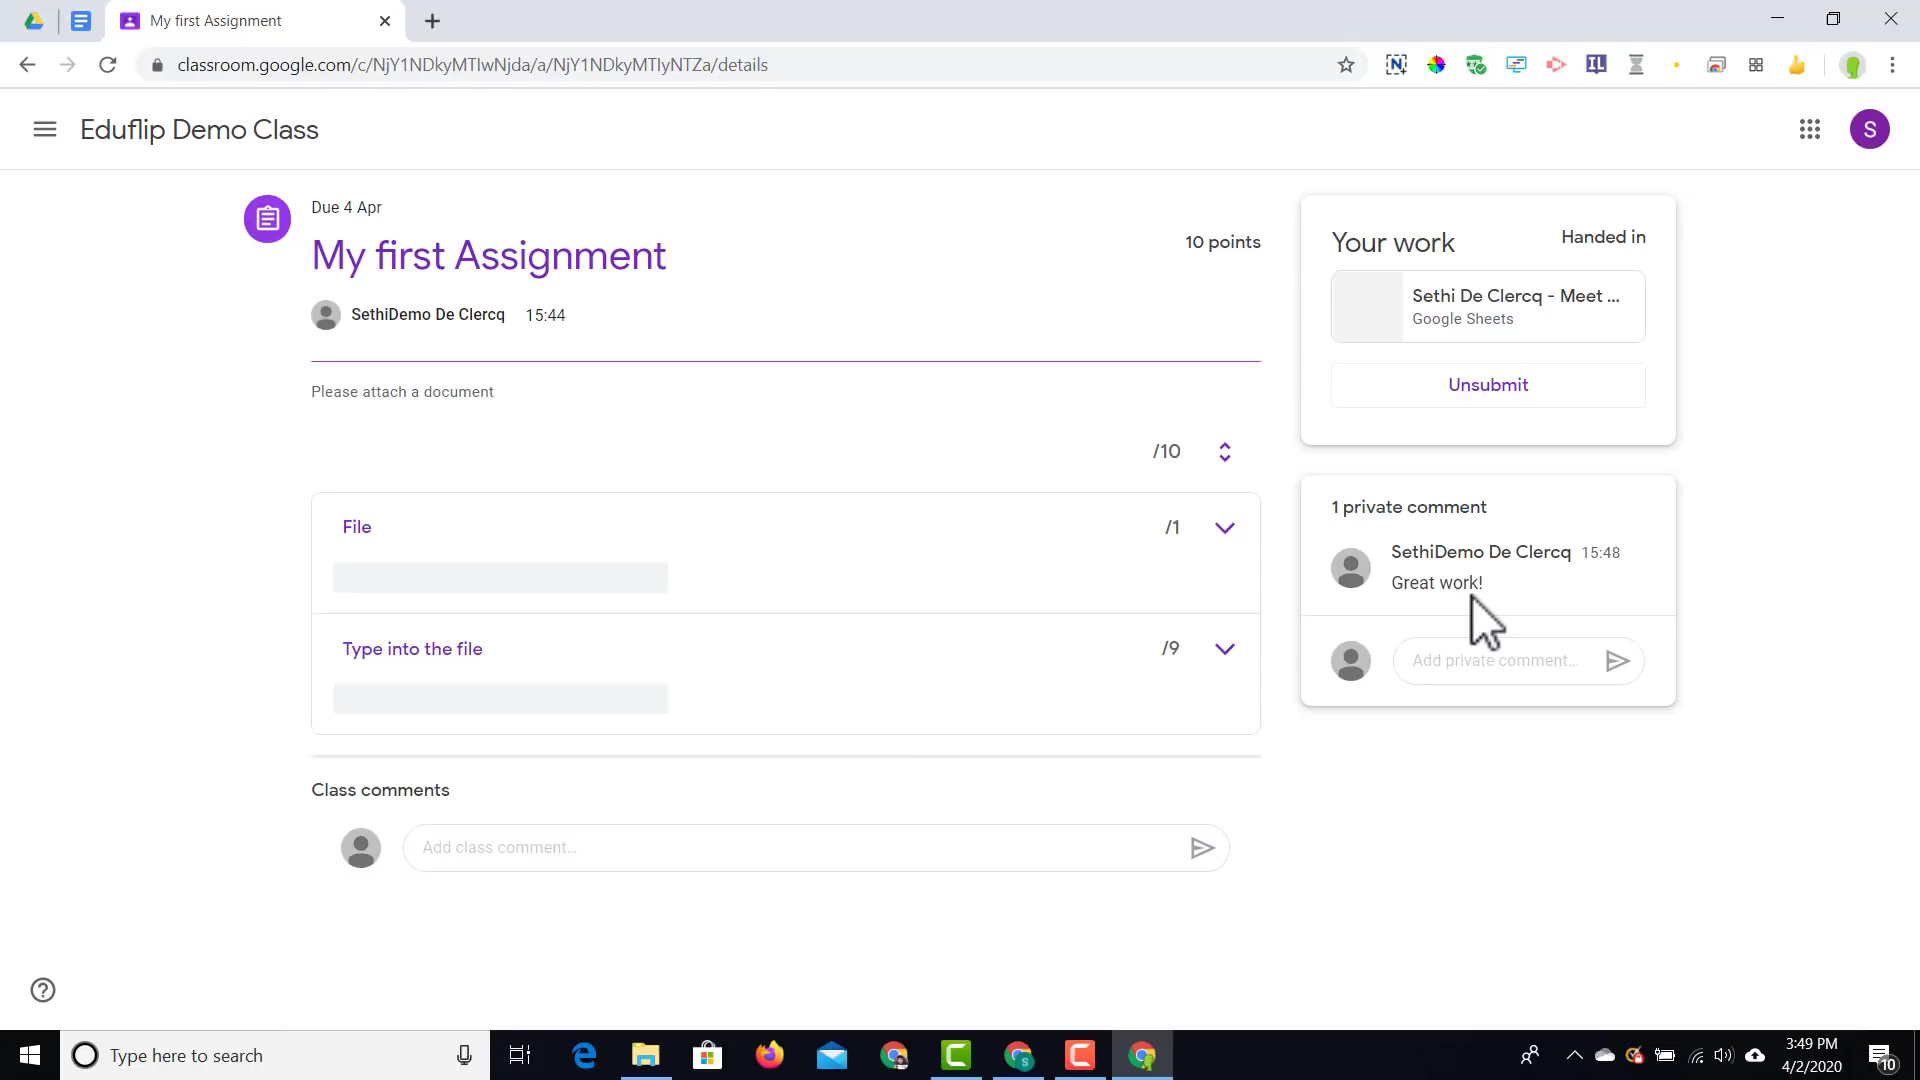 My first Assignment
classroom.google.com/c/NjY1NDkyMTIwNjda/a/NjY1NDkyMTIyNTZa/details
N
IL
Eduflip Demo Class
S
Due 4 Apr
My first Assignment
10 points
SethiDemo De Clercq 15:44
Please attach a document
/10
File
/1
Type into the file
/9
Class comments
Add class comment...
Your work
Handed in
Sethi De Clercq - Meet ...
Google Sheets
Unsubmit
1 private comment
SethiDemo De Clercq 15:48
Great work!
Add private comment...
Type here to search
S
3:49 PM
4/2/2020
10